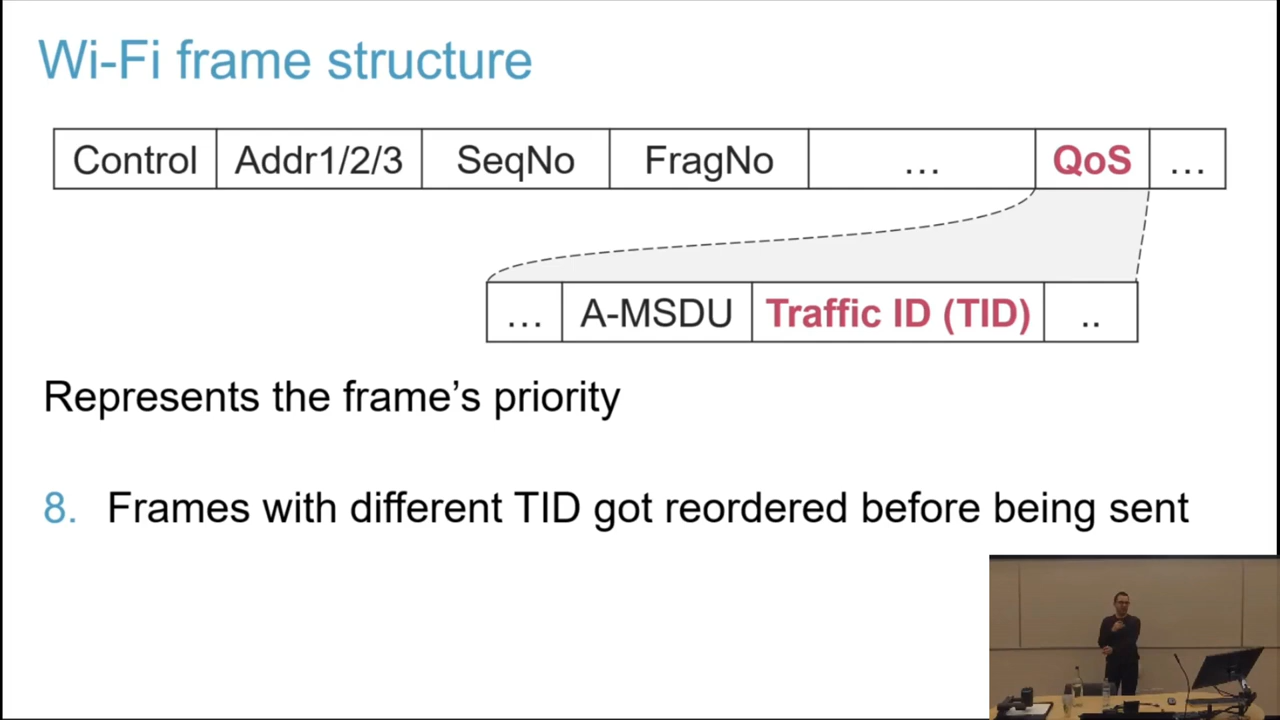 Wi-Fi frame structure
Control Addr1/2/3 SeqNo FragNo … QoS …
… A-MSDU Traffic ID (TID) ..
Represents the frame’s priority
8. Frames with different TID got reordered before being sent